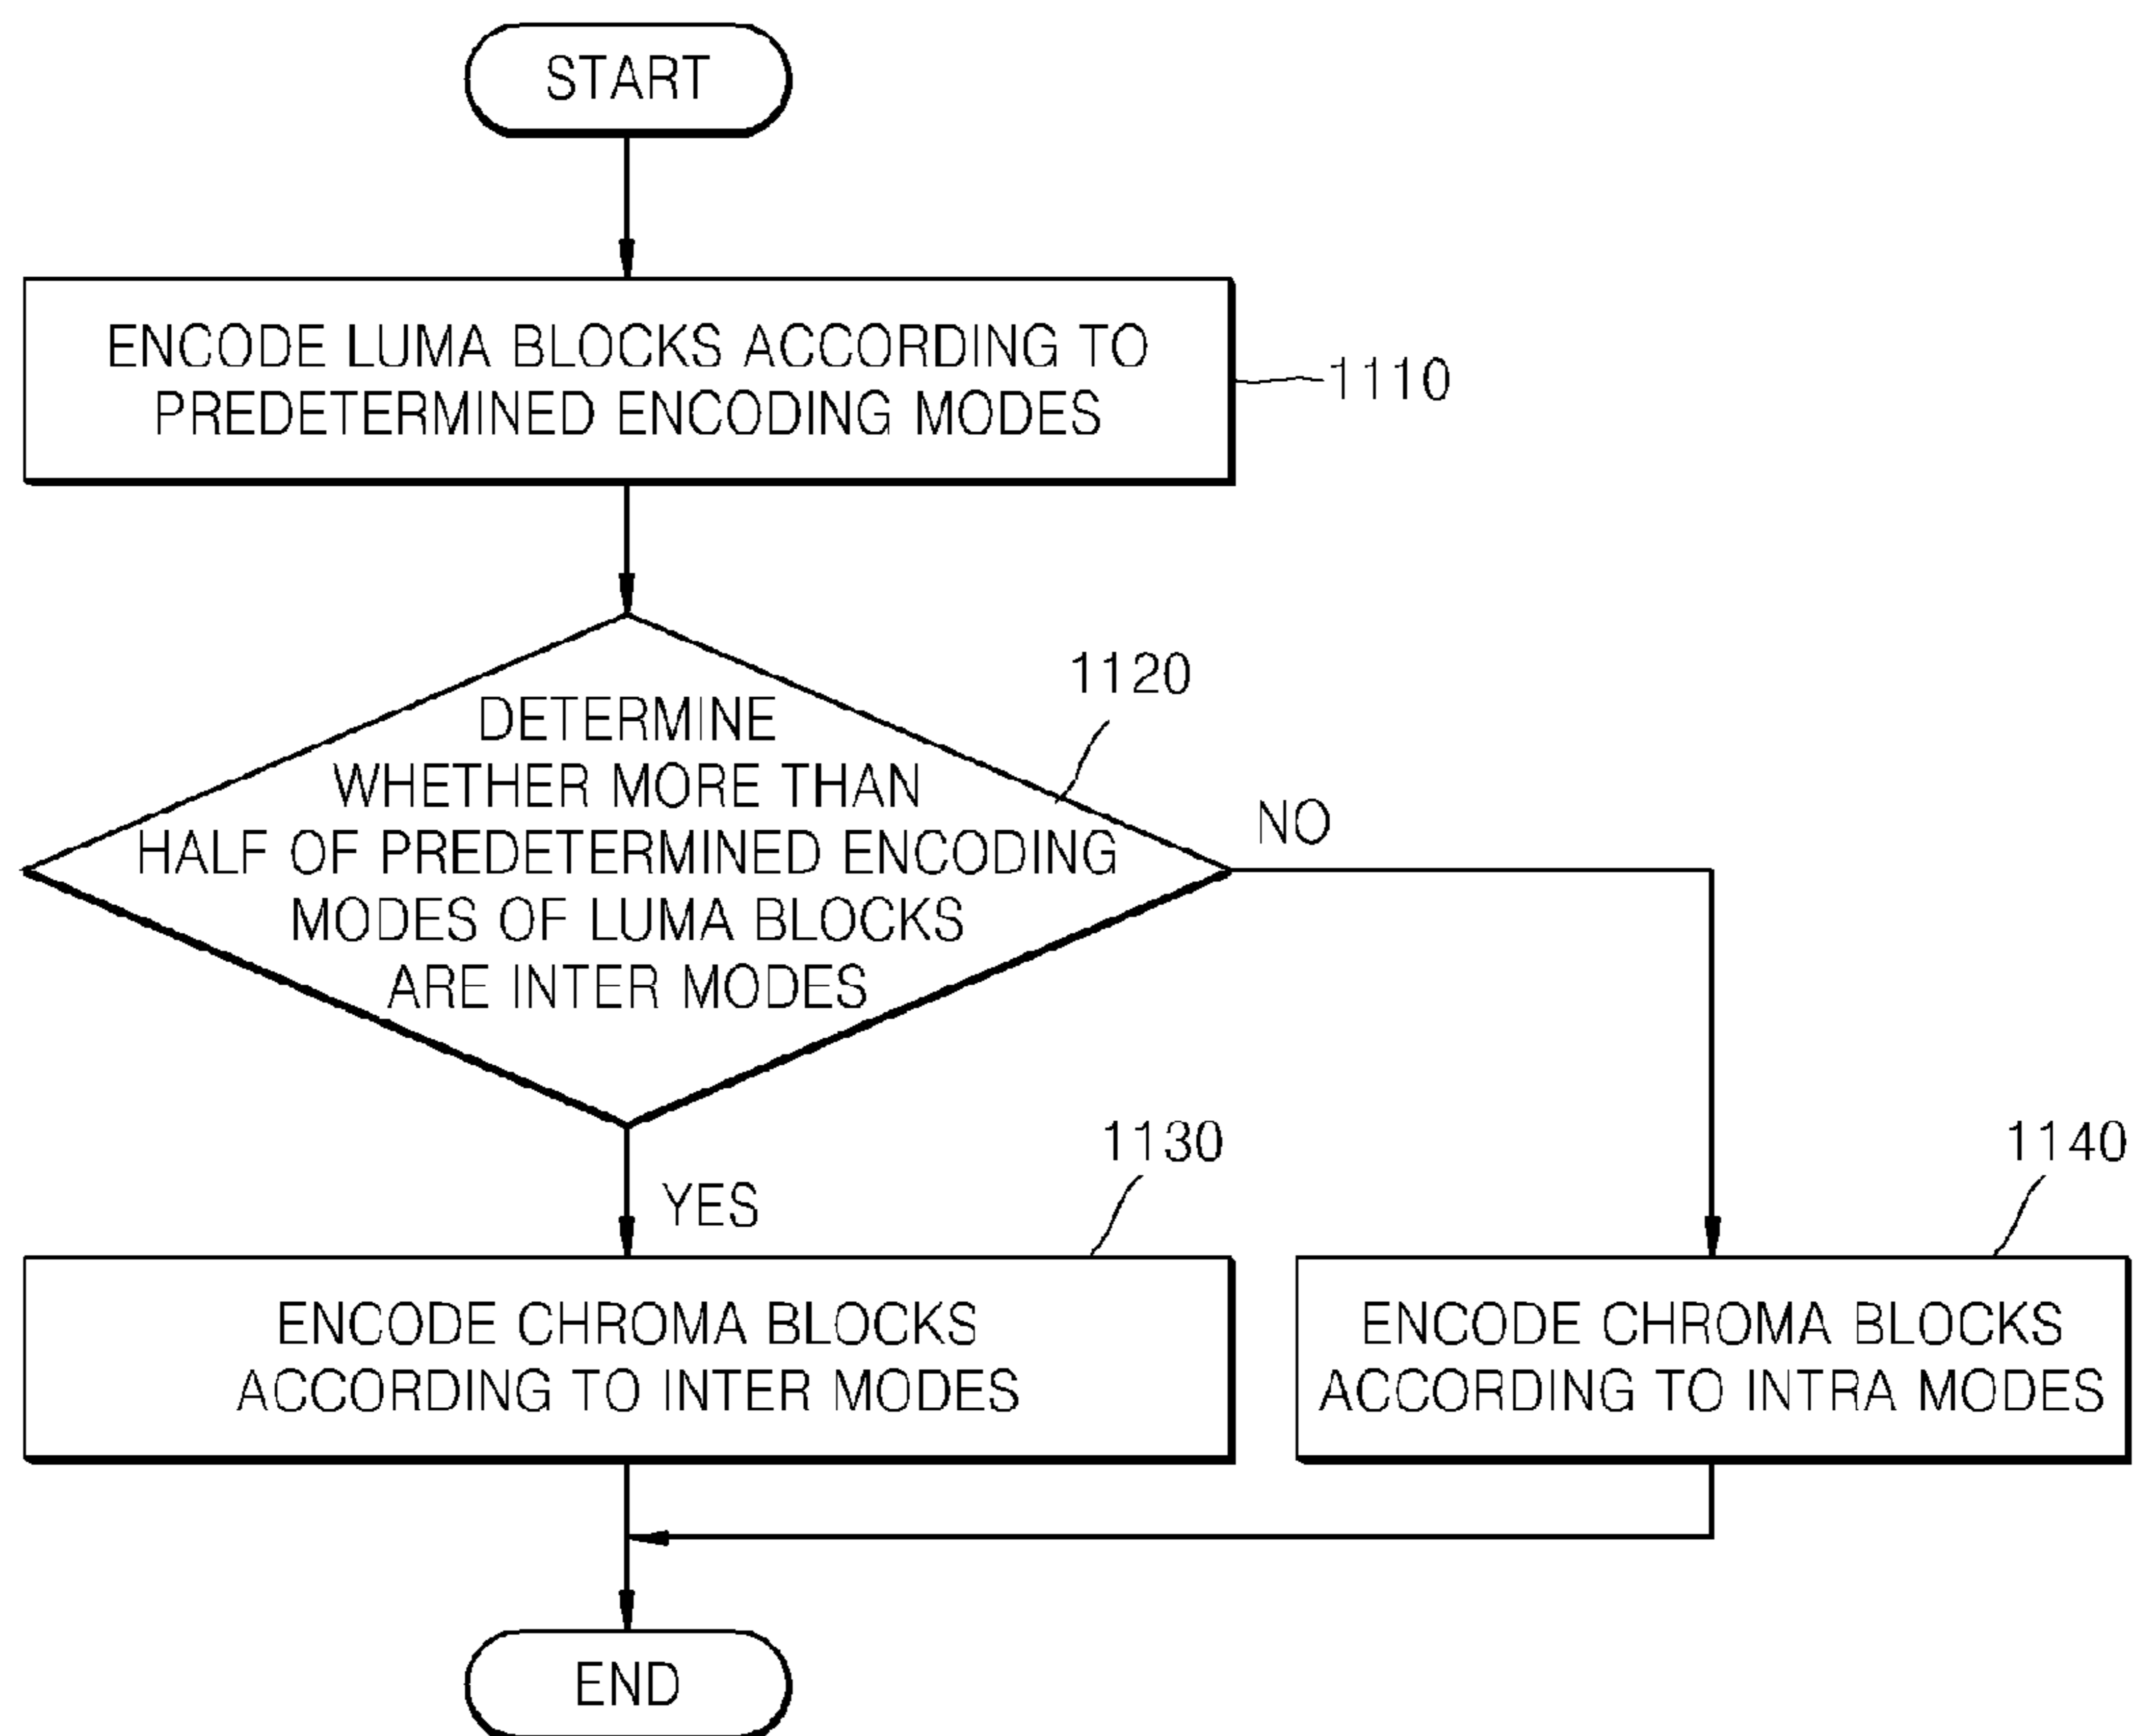 START
ENCODE LUMA BLOCKS ACCORDING TO
PREDETERMINED ENCODING MODES
1110
1120
DETERMINE
WHETHER MORE THAN
HALF OF PREDETERMINED ENCODING
MODES OF LUMA BLOCKS
ARE INTER MODES
NO
YES
1130
ENCODE CHROMA BLOCKS
ACCORDING TO INTER MODES
1140
ENCODE CHROMA BLOCKS
ACCORDING TO INTRA MODES
END